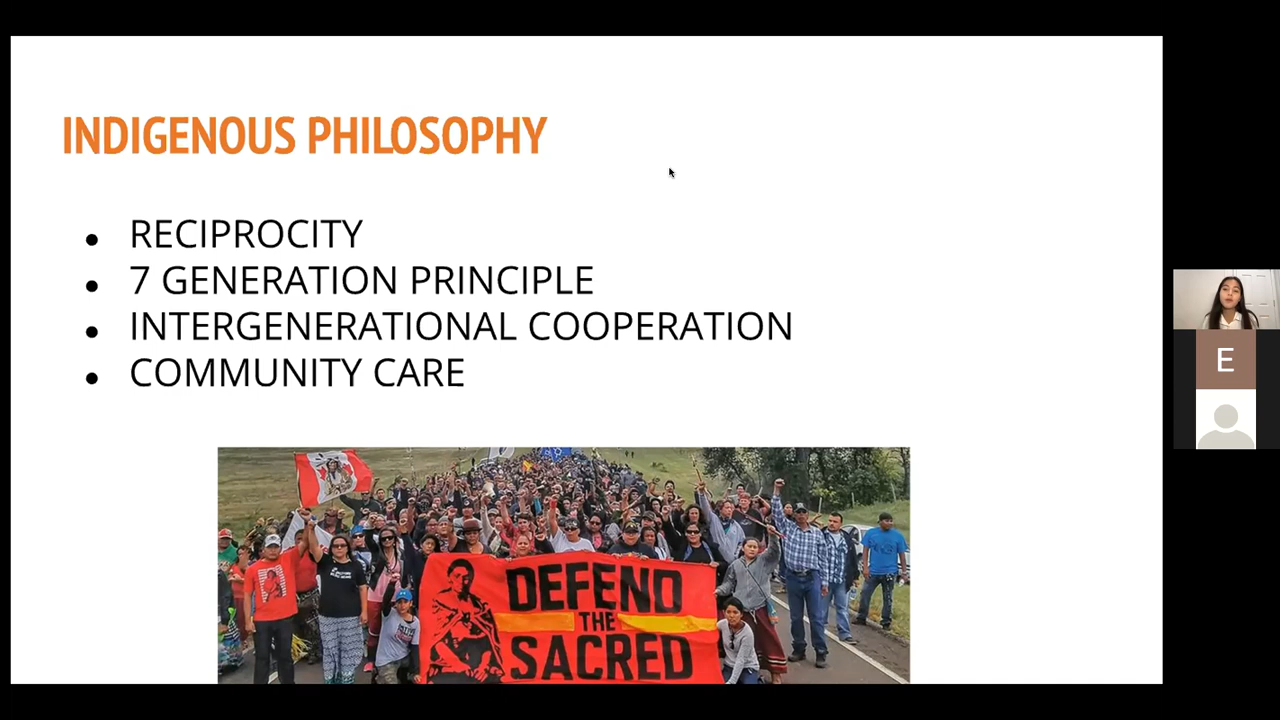 INDIGENOUS PHILOSOPHY
● RECIPROCITY
● 7 GENERATION PRINCIPLE
● INTERGENERATIONAL COOPERATION
● COMMUNITY CARE
E
DEFEND
THE
SACRED